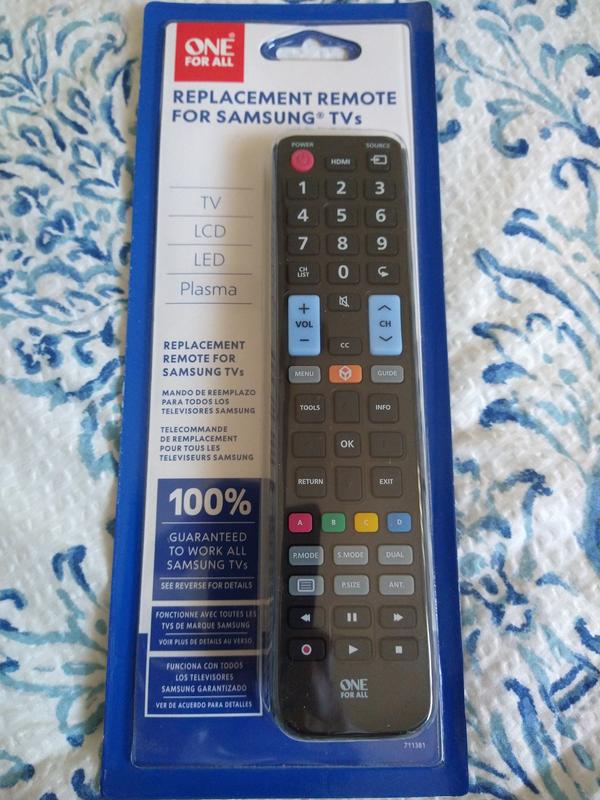 ONE®
FOR ALL
REPLACEMENT REMOTE
FOR SAMSUNG® TVs
TV
LCD
LED
Plasma
REPLACEMENT
REMOTE FOR
SAMSUNG TVs
MANDO DE REEMPLAZO
PARA TODOS LOS
TELEVISORES SAMSUNG
TELECOMMANDE
DE REMPLACEMENT
POUR TUS LES
TELEVISEURS SAMSUNG
100%
GUARANTEED
TO WORK ALL
SAMSUNG TVs
SEE REVERSE FOR DETAILS
FONCTIONNE AVEC TOUTES LES
TVS DE MARQUE SAMSUNG
VOIR PLUS DE DETAILS AU VERSO
FUNCIONA CON TODOS
LOS TELEVISORES
SAMSUNG GARANTIZADO
VER DE ACUERDO PARA DETALLES
POWER
SOURCE
HDMI
1 2 3
4 5 6
7 8 9
CH
LIST
0
+
VOL
−
CH
CC
MENU
GUIDE
TOOLS
INFO
OK
RETURN
EXIT
A B C D
P.MODE S.MODE DUAL
P.SIZE ANT.
ONE
FOR ALL
711381